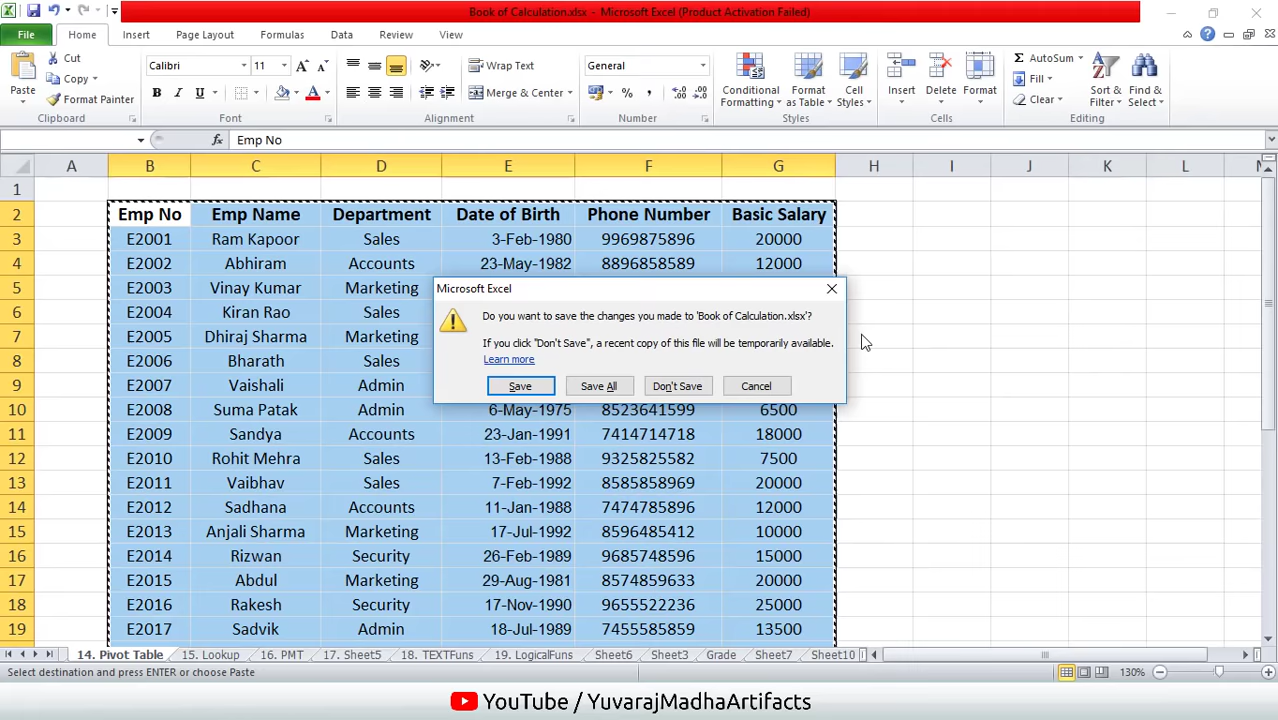 Book of Calculation.xlsx - Microsoft Excel (Product Activation Failed)
File Home Insert Page Layout Formulas Data Review View
Paste Cut Copy Format Painter Clipboard
Calibri 11 B I U A A A Font
Wrap Text Merge & Center Alignment
General % , Number
Conditional Formatting Format as Table Cell Styles Styles
Insert Delete Format Cells
AutoSum Fill Clear Sort & Filter Find & Select Editing
fx Emp No
A B C D E F G H I J K L
1
2 Emp No Emp Name Department Date of Birth Phone Number Basic Salary
3 E2001 Ram Kapoor Sales 3-Feb-1980 9969875896 20000
4 E2002 Abhiram Accounts 23-May-1982 8896858589 12000
5 E2003 Vinay Kumar Marketing
6 E2004 Kiran Rao Sales
7 E2005 Dhiraj Sharma Marketing
8 E2006 Bharath Sales
9 E2007 Vaishali Admin
10 E2008 Suma Patak Admin 6-May-1975 8523641599 6500
11 E2009 Sandya Accounts 23-Jan-1991 7414714718 18000
12 E2010 Rohit Mehra Sales 13-Feb-1988 9325825582 7500
13 E2011 Vaibhav Sales 7-Feb-1992 8585858969 20000
14 E2012 Sadhana Accounts 11-Jan-1988 7474785896 12000
15 E2013 Anjali Sharma Marketing 17-Jul-1992 8596485412 10000
16 E2014 Rizwan Security 26-Feb-1989 9685748596 15000
17 E2015 Abdul Marketing 29-Aug-1981 8574859633 20000
18 E2016 Rakesh Security 17-Nov-1990 9655522236 25000
19 E2017 Sadvik Admin 18-Jul-1989 7455585859 13500
Microsoft Excel
Do you want to save the changes you made to 'Book of Calculation.xlsx'?
If you click "Don't Save", a recent copy of this file will be temporarily available.
Learn more
Save Save All Don't Save Cancel
14. Pivot Table 15. Lookup 16. PMT 17. Sheet5 18. TEXTFuns 19. LogicalFuns Sheet6 Sheet3 Grade Sheet7 Sheet10
Select destination and press ENTER or choose Paste 130%
YouTube / YuvarajMadhaArtifacts